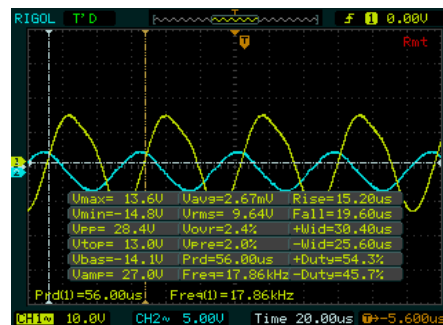 RIGOL T'D f 1 0.00V
T
Rmt
1
2
Vmax= 13.6V Vavg=2.67mV Rise=15.20us
Vmin=-14.8V Vrms= 9.64V Fall=19.60us
Vpp= 28.4V Vovr=2.4% +Wid=30.40us
Vtop= 13.0V Vpre=2.0% -Wid=25.60us
Vbas=-14.1V Prd=56.00us +Duty=54.3%
Vamp= 27.0V Freq=17.86kHz -Duty=45.7%
Prd(1)=56.00us Freq(1)=17.86kHz
CH1~ 10.0V CH2~ 5.00V Time 20.00us T→-5.600us